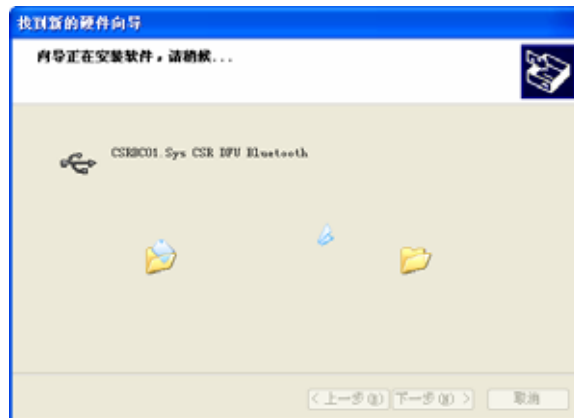 找到新的硬件向导
向导正在安装软件，请稍候...
CSRBC01.Sys CSR DFU Bluetooth
< 上一步(B) 下一步(N) > 取消